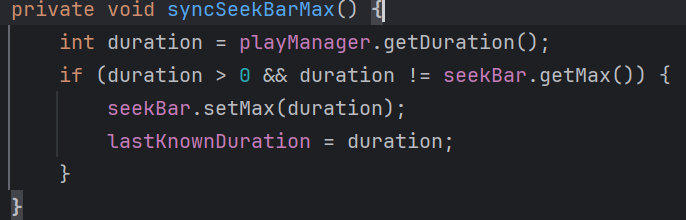 private void syncSeekBarMax() {
    int duration = playManager.getDuration();
    if (duration > 0 && duration != seekBar.getMax()) {
        seekBar.setMax(duration);
        lastKnownDuration = duration;
    }
}